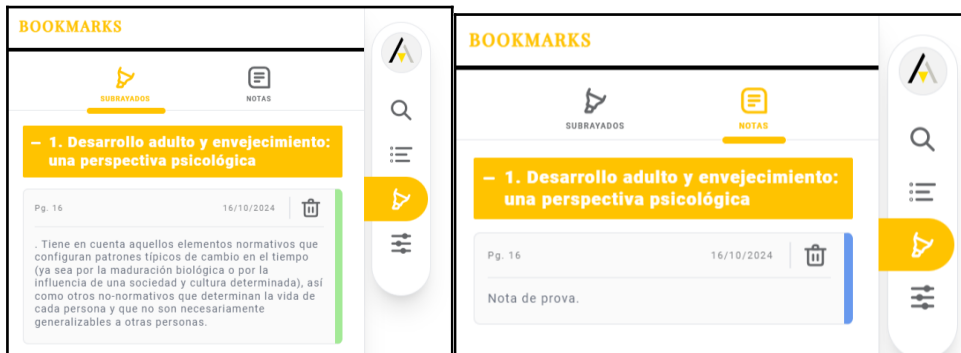 BOOKMARKS
SUBRAYADOS
NOTAS
– 1. Desarrollo adulto y envejecimiento:
una perspectiva psicológica
Pg. 16
16/10/2024
. Tiene en cuenta aquellos elementos normativos que
configuran patrones típicos de cambio en el tiempo
(ya sea por la maduración biológica o por la
influencia de una sociedad y cultura determinada), así
como otros no-normativos que determinan la vida de
cada persona y que no son necesariamente
generalizables a otras personas.
BOOKMARKS
SUBRAYADOS
NOTAS
– 1. Desarrollo adulto y envejecimiento:
una perspectiva psicológica
Pg. 16
16/10/2024
Nota de prova.